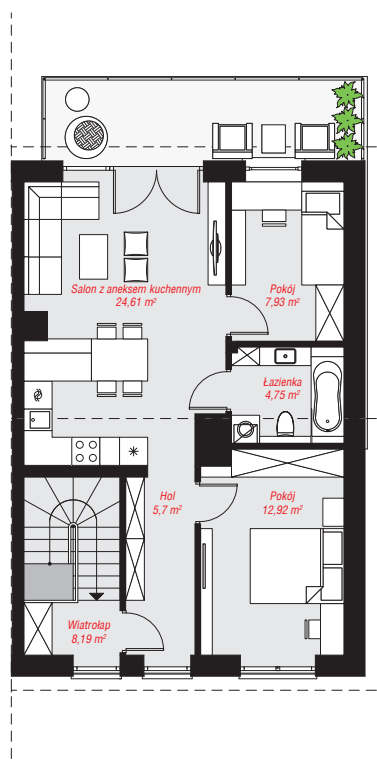 Salon z aneksem kuchennym
24,61 m²
Pokój
7,93 m²
Łazienka
4,75 m²
Hol
5,7 m²
Pokój
12,92 m²
Wiatrołap
8,19 m²